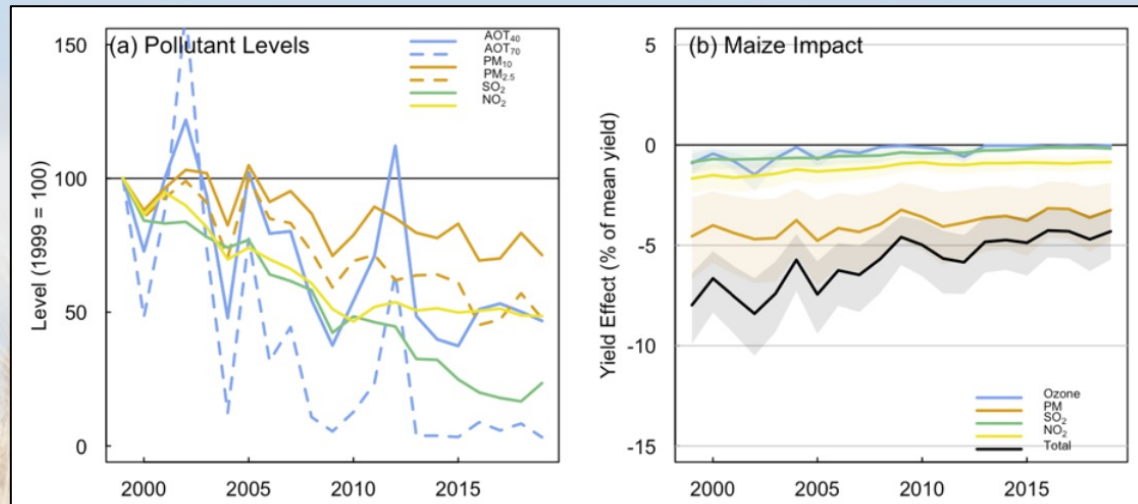 (a) Pollutant Levels
AOT40
AOT70
PM10
PM2.5
SO2
NO2
Level (1999 = 100)
150
100
50
0
2000 2005 2010 2015
(b) Maize Impact
Yield Effect (% of mean yield)
5
0
-5
-10
-15
Ozone
PM
SO2
NO2
Total
2000 2005 2010 2015